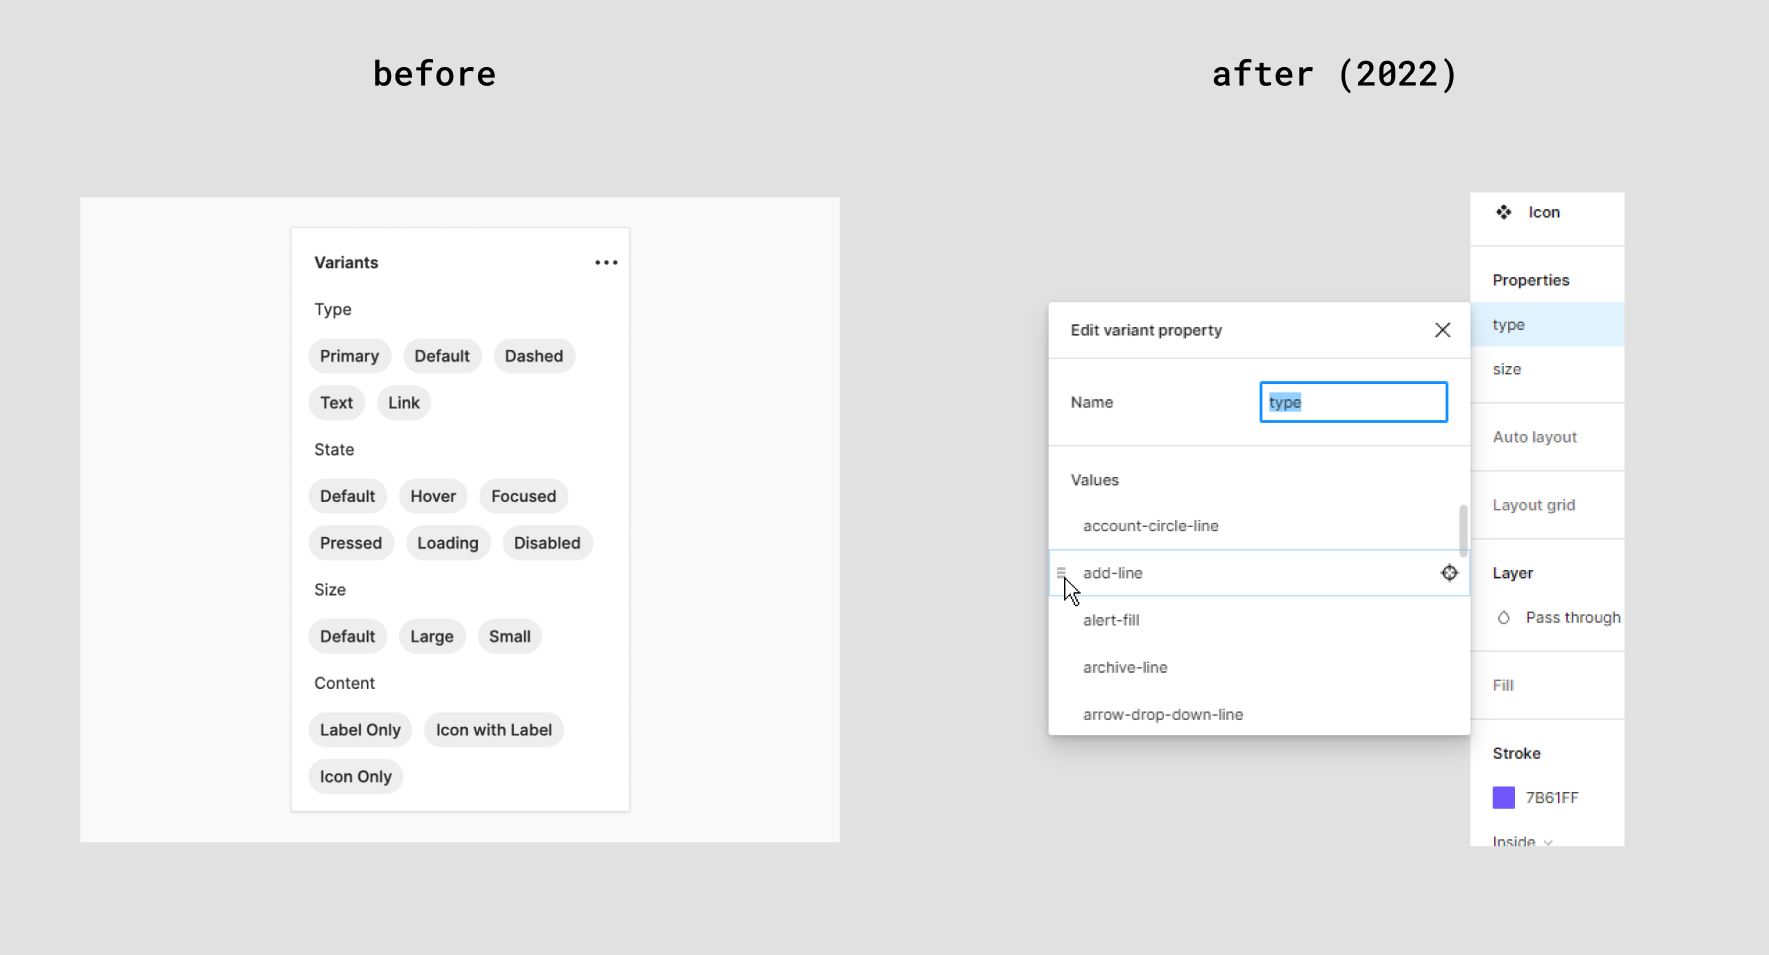 before
after (2022)
Variants
Type
Primary Default Dashed
Text Link
State
Default Hover Focused
Pressed Loading Disabled
Size
Default Large Small
Content
Label Only Icon with Label
Icon Only
Edit variant property
Name type
Values
account-circle-line
add-line
alert-fill
archive-line
arrow-drop-down-line
Icon
Properties
type
size
Auto layout
Layout grid
Layer
Pass through
Fill
Stroke
7B61FF
Inside